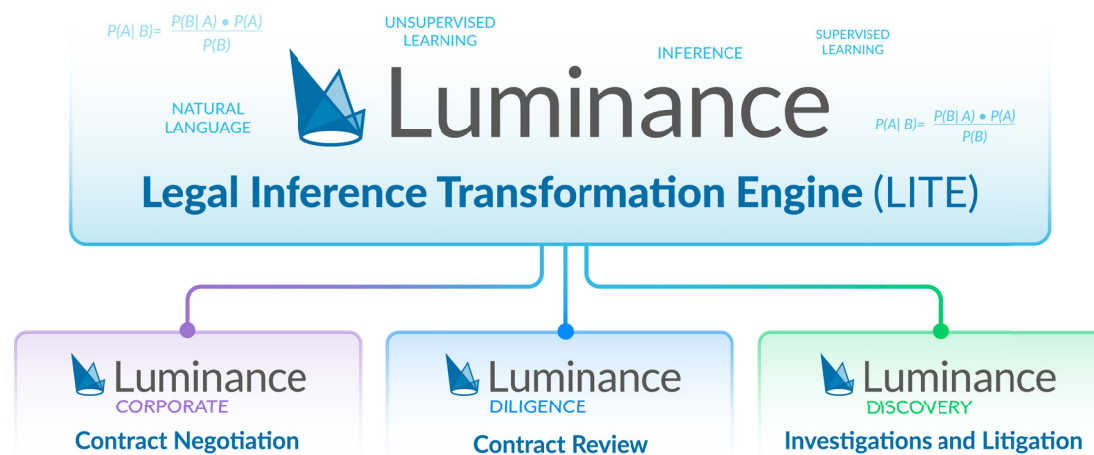 P(A| B)= P(B| A) • P(A)
P(B)
UNSUPERVISED
LEARNING
INFERENCE
SUPERVISED
LEARNING
NATURAL
LANGUAGE
Luminance
P(A| B)= P(B| A) • P(A)
P(B)
Legal Inference Transformation Engine (LITE)
Luminance
CORPORATE
Contract Negotiation
Luminance
DILIGENCE
Contract Review
Luminance
DISCOVERY
Investigations and Litigation